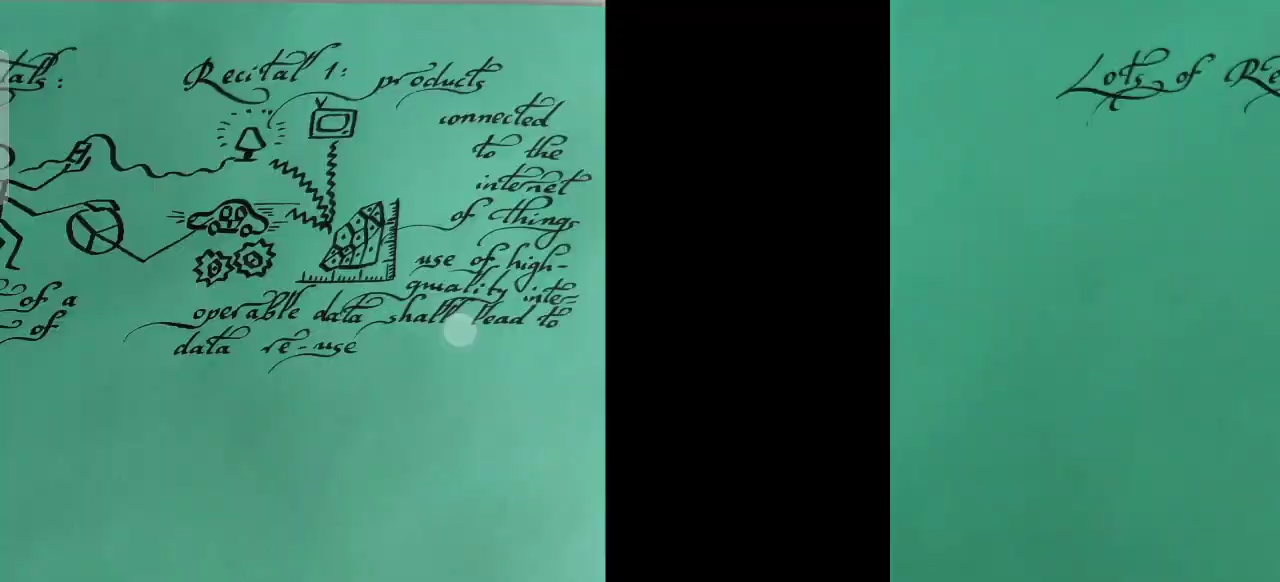 tals:
Recital 1:
products
connected
to the
internet
of things
use of high-
quality inter-
operable data shall lead to
data re-use
of a
of
Lots of Re